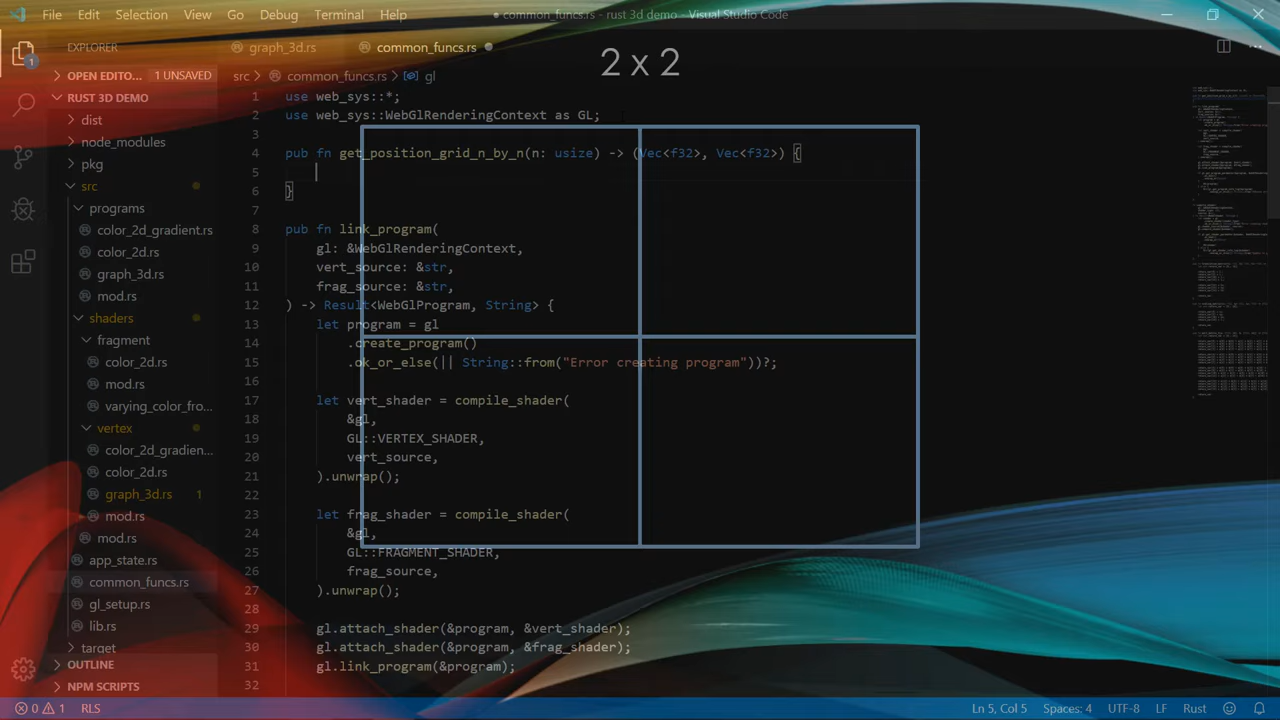 File Edit Selection View Go Debug Terminal Help
● common_funcs.rs - rust 3d demo - Visual Studio Code
2 x 2
EXPLORER
OPEN EDITO... 1 UNSAVED
RUST 3D DEMO
dist
node_modules
pkg
src
programs
color_2d_gradient.rs
color_2d.rs
graph_3d.rs
mod.rs
shaders
fragment
color_2d.rs
mod.rs
varying_color_fro...
vertex
color_2d_gradien...
color_2d.rs
graph_3d.rs 1
mod.rs
mod.rs
app_state.rs
common_funcs.rs
gl_setup.rs
lib.rs
target
OUTLINE
NPM SCRIPTS
graph_3d.rs common_funcs.rs ●
src > common_funcs.rs > gl
1 use web_sys::*;
2 use web_sys::WebGlRenderingContext as GL;
3
4 pub fn get_position_grid_n_by_n(n: usize) -> (Vec<f32>, Vec<f32>) {
5
6 }
7
8 pub fn link_program(
9 gl: &WebGlRenderingContext,
10 vert_source: &str,
11 frag_source: &str,
12 ) -> Result<WebGlProgram, String> {
13 let program = gl
14 .create_program()
15 .ok_or_else(|| String::from("Error creating program"))?;
16
17 let vert_shader = compile_shader(
18 &gl,
19 GL::VERTEX_SHADER,
20 vert_source,
21 ).unwrap();
22
23 let frag_shader = compile_shader(
24 &gl,
25 GL::FRAGMENT_SHADER,
26 frag_source,
27 ).unwrap();
28
29 gl.attach_shader(&program, &vert_shader);
30 gl.attach_shader(&program, &frag_shader);
31 gl.link_program(&program);
32
0 1 RLS
Ln 5, Col 5 Spaces: 4 UTF-8 LF Rust